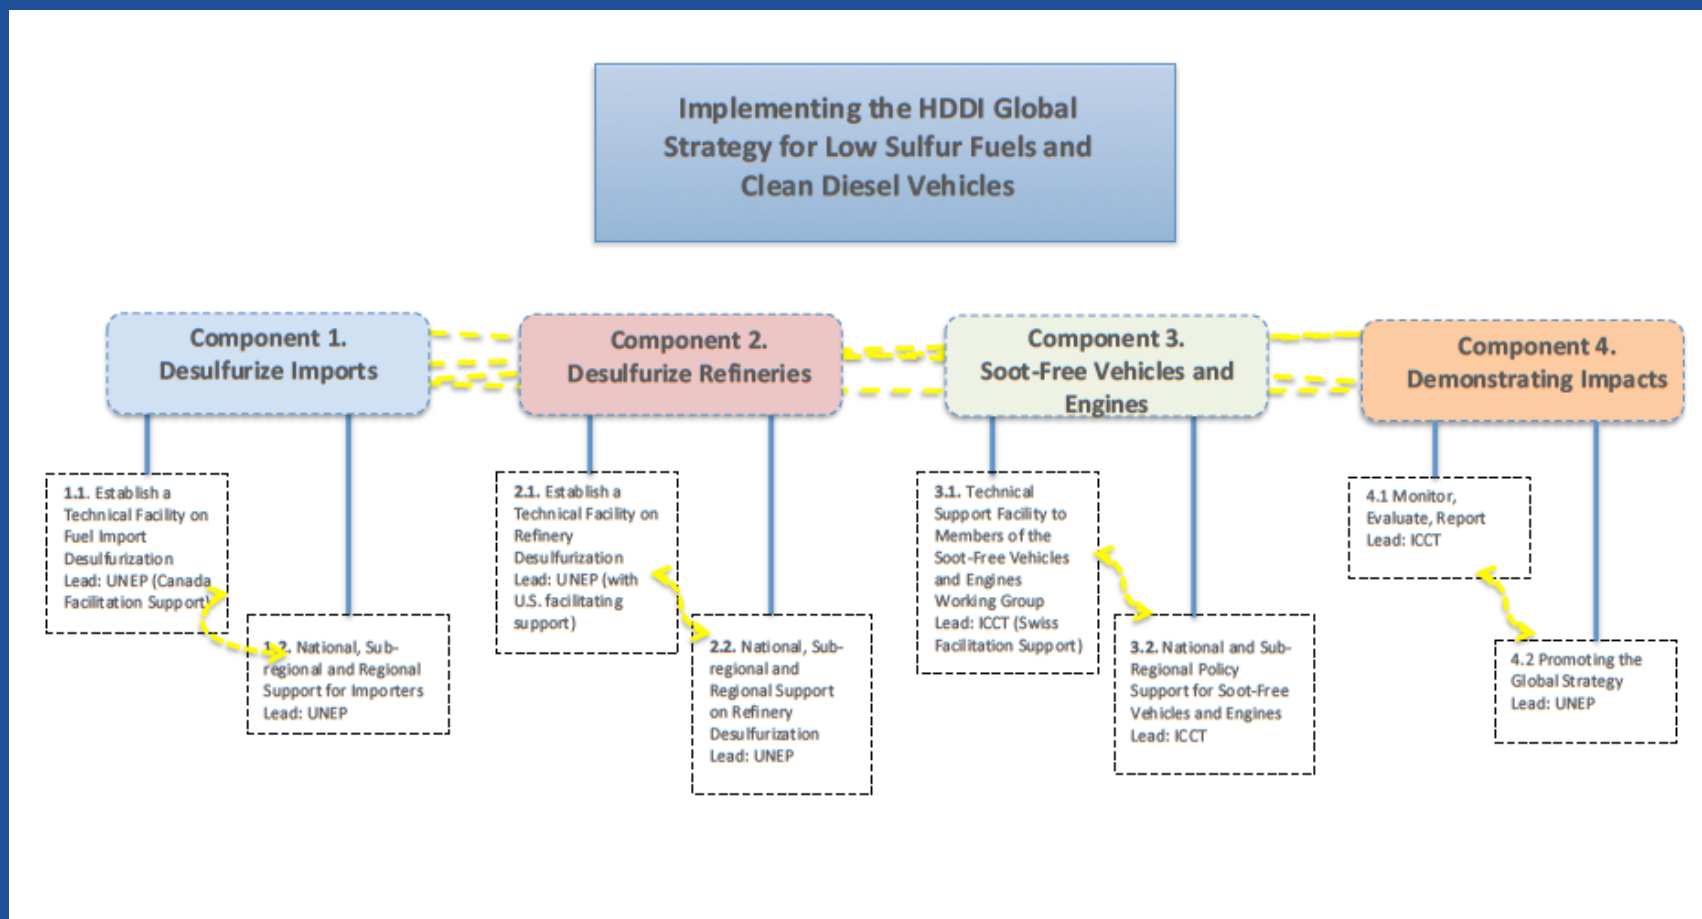 Implementing the HDDI Global
Strategy for Low Sulfur Fuels and
Clean Diesel Vehicles
Component 1.
Desulfurize Imports
Component 2.
Desulfurize Refineries
Component 3.
Soot-Free Vehicles and
Engines
Component 4.
Demonstrating Impacts
1.1. Establish a
Technical Facility on
Fuel Import
Desulfurization
Lead: UNEP (Canada
Facilitation Support)
1.2. National, Sub-
regional and Regional
Support for Importers
Lead: UNEP
2.1. Establish a
Technical Facility on
Refinery
Desulfurization
Lead: UNEP (with
U.S. facilitating
support)
2.2. National, Sub-
regional and
Regional Support
on Refinery
Desulfurization
Lead: UNEP
3.1. Technical
Support Facility to
Members of the
Soot-Free Vehicles
and Engines
Working Group
Lead: ICCT (Swiss
Facilitation Support)
3.2. National and Sub-
Regional Policy
Support for Soot-Free
Vehicles and Engines
Lead: ICCT
4.1 Monitor,
Evaluate, Report
Lead: ICCT
4.2 Promoting the
Global Strategy
Lead: UNEP